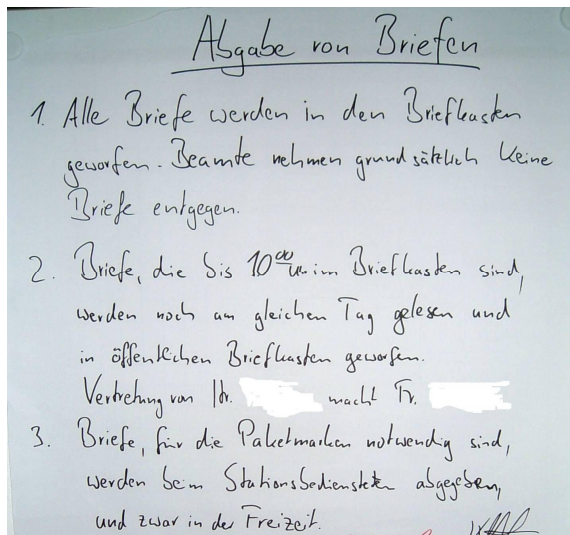 Abgabe von Briefen
1. Alle Briefe werden in den Briefkasten
geworfen. Beamte nehmen grundsätzlich keine
Briefe entgegen.
2. Briefe, die bis 10⁰⁰ Uhr im Briefkasten sind,
werden noch am gleichen Tag gelesen und
in öffentlichen Briefkasten geworfen.
Vertretung von Hr. macht Fr.
3. Briefe, für die Paketmarken notwendig sind,
werden beim Stationsbediensteten abgegeben,
und zwar in der Freizeit.